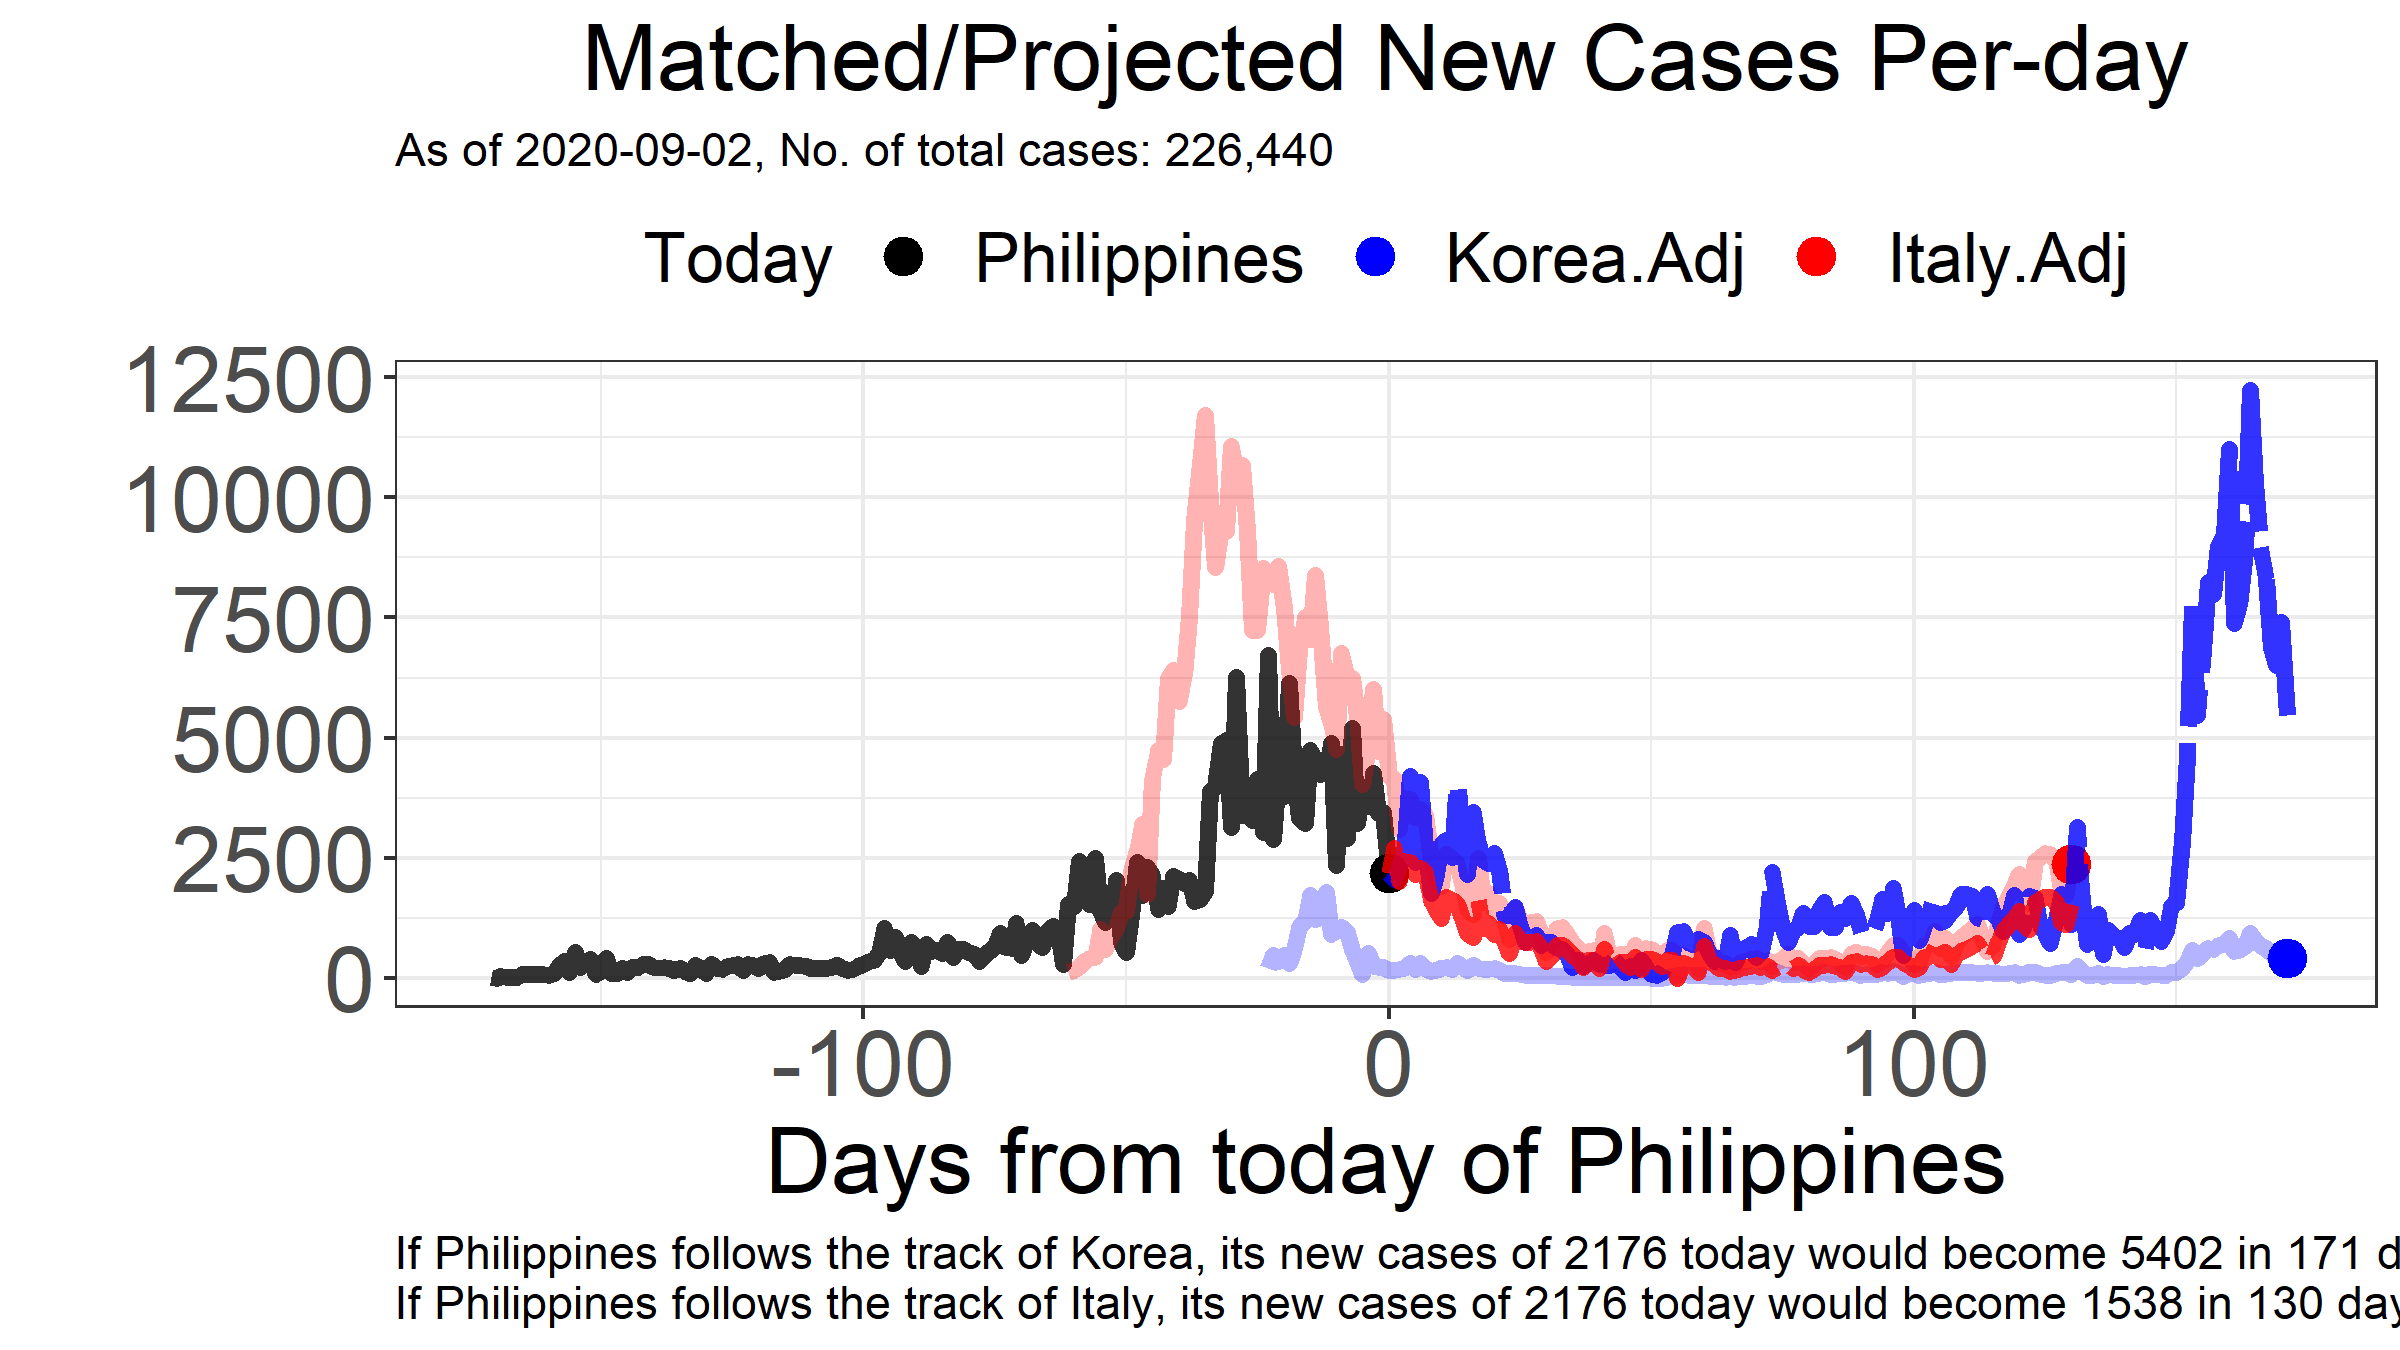 Matched/Projected New Cases Per-day
As of 2020-09-02, No. of total cases: 226,440
Today Philippines Korea.Adj Italy.Adj
12500
10000
7500
5000
2500
0
-100 0 100
Days from today of Philippines
If Philippines follows the track of Korea, its new cases of 2176 today would become 5402 in 171 d
If Philippines follows the track of Italy, its new cases of 2176 today would become 1538 in 130 day